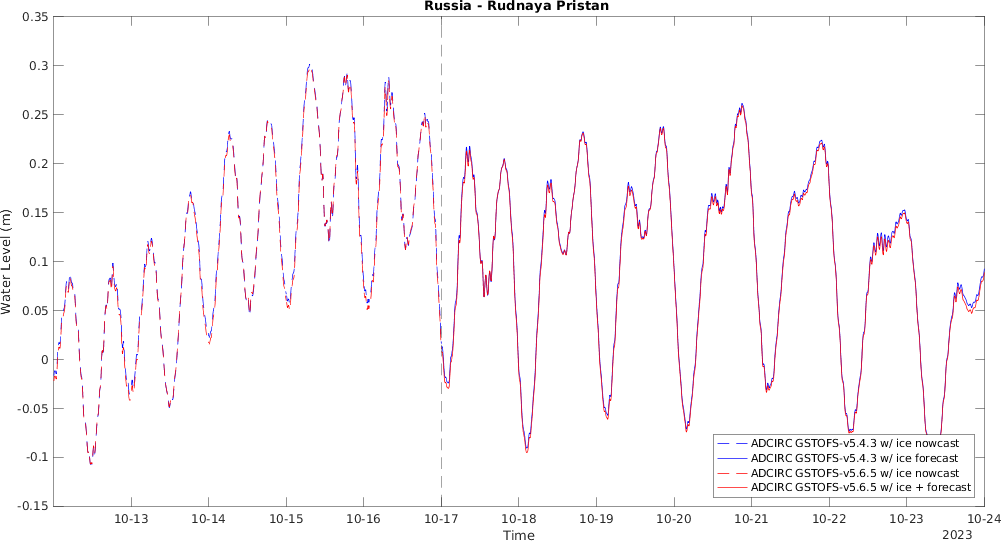 Russia - Rudnaya Pristan
0.35
0.3
0.25
0.2
0.15
0.1
0.05
0
-0.05
-0.1
-0.15
Water Level (m)
ADCIRC GSTOFS-v5.4.3 w/ ice nowcast
ADCIRC GSTOFS-v5.4.3 w/ ice forecast
ADCIRC GSTOFS-v5.6.5 w/ ice nowcast
ADCIRC GSTOFS-v5.6.5 w/ ice + forecast
10-13 10-14 10-15 10-16 10-17 10-18 10-19 10-20 10-21 10-22 10-23 10-24
Time
2023